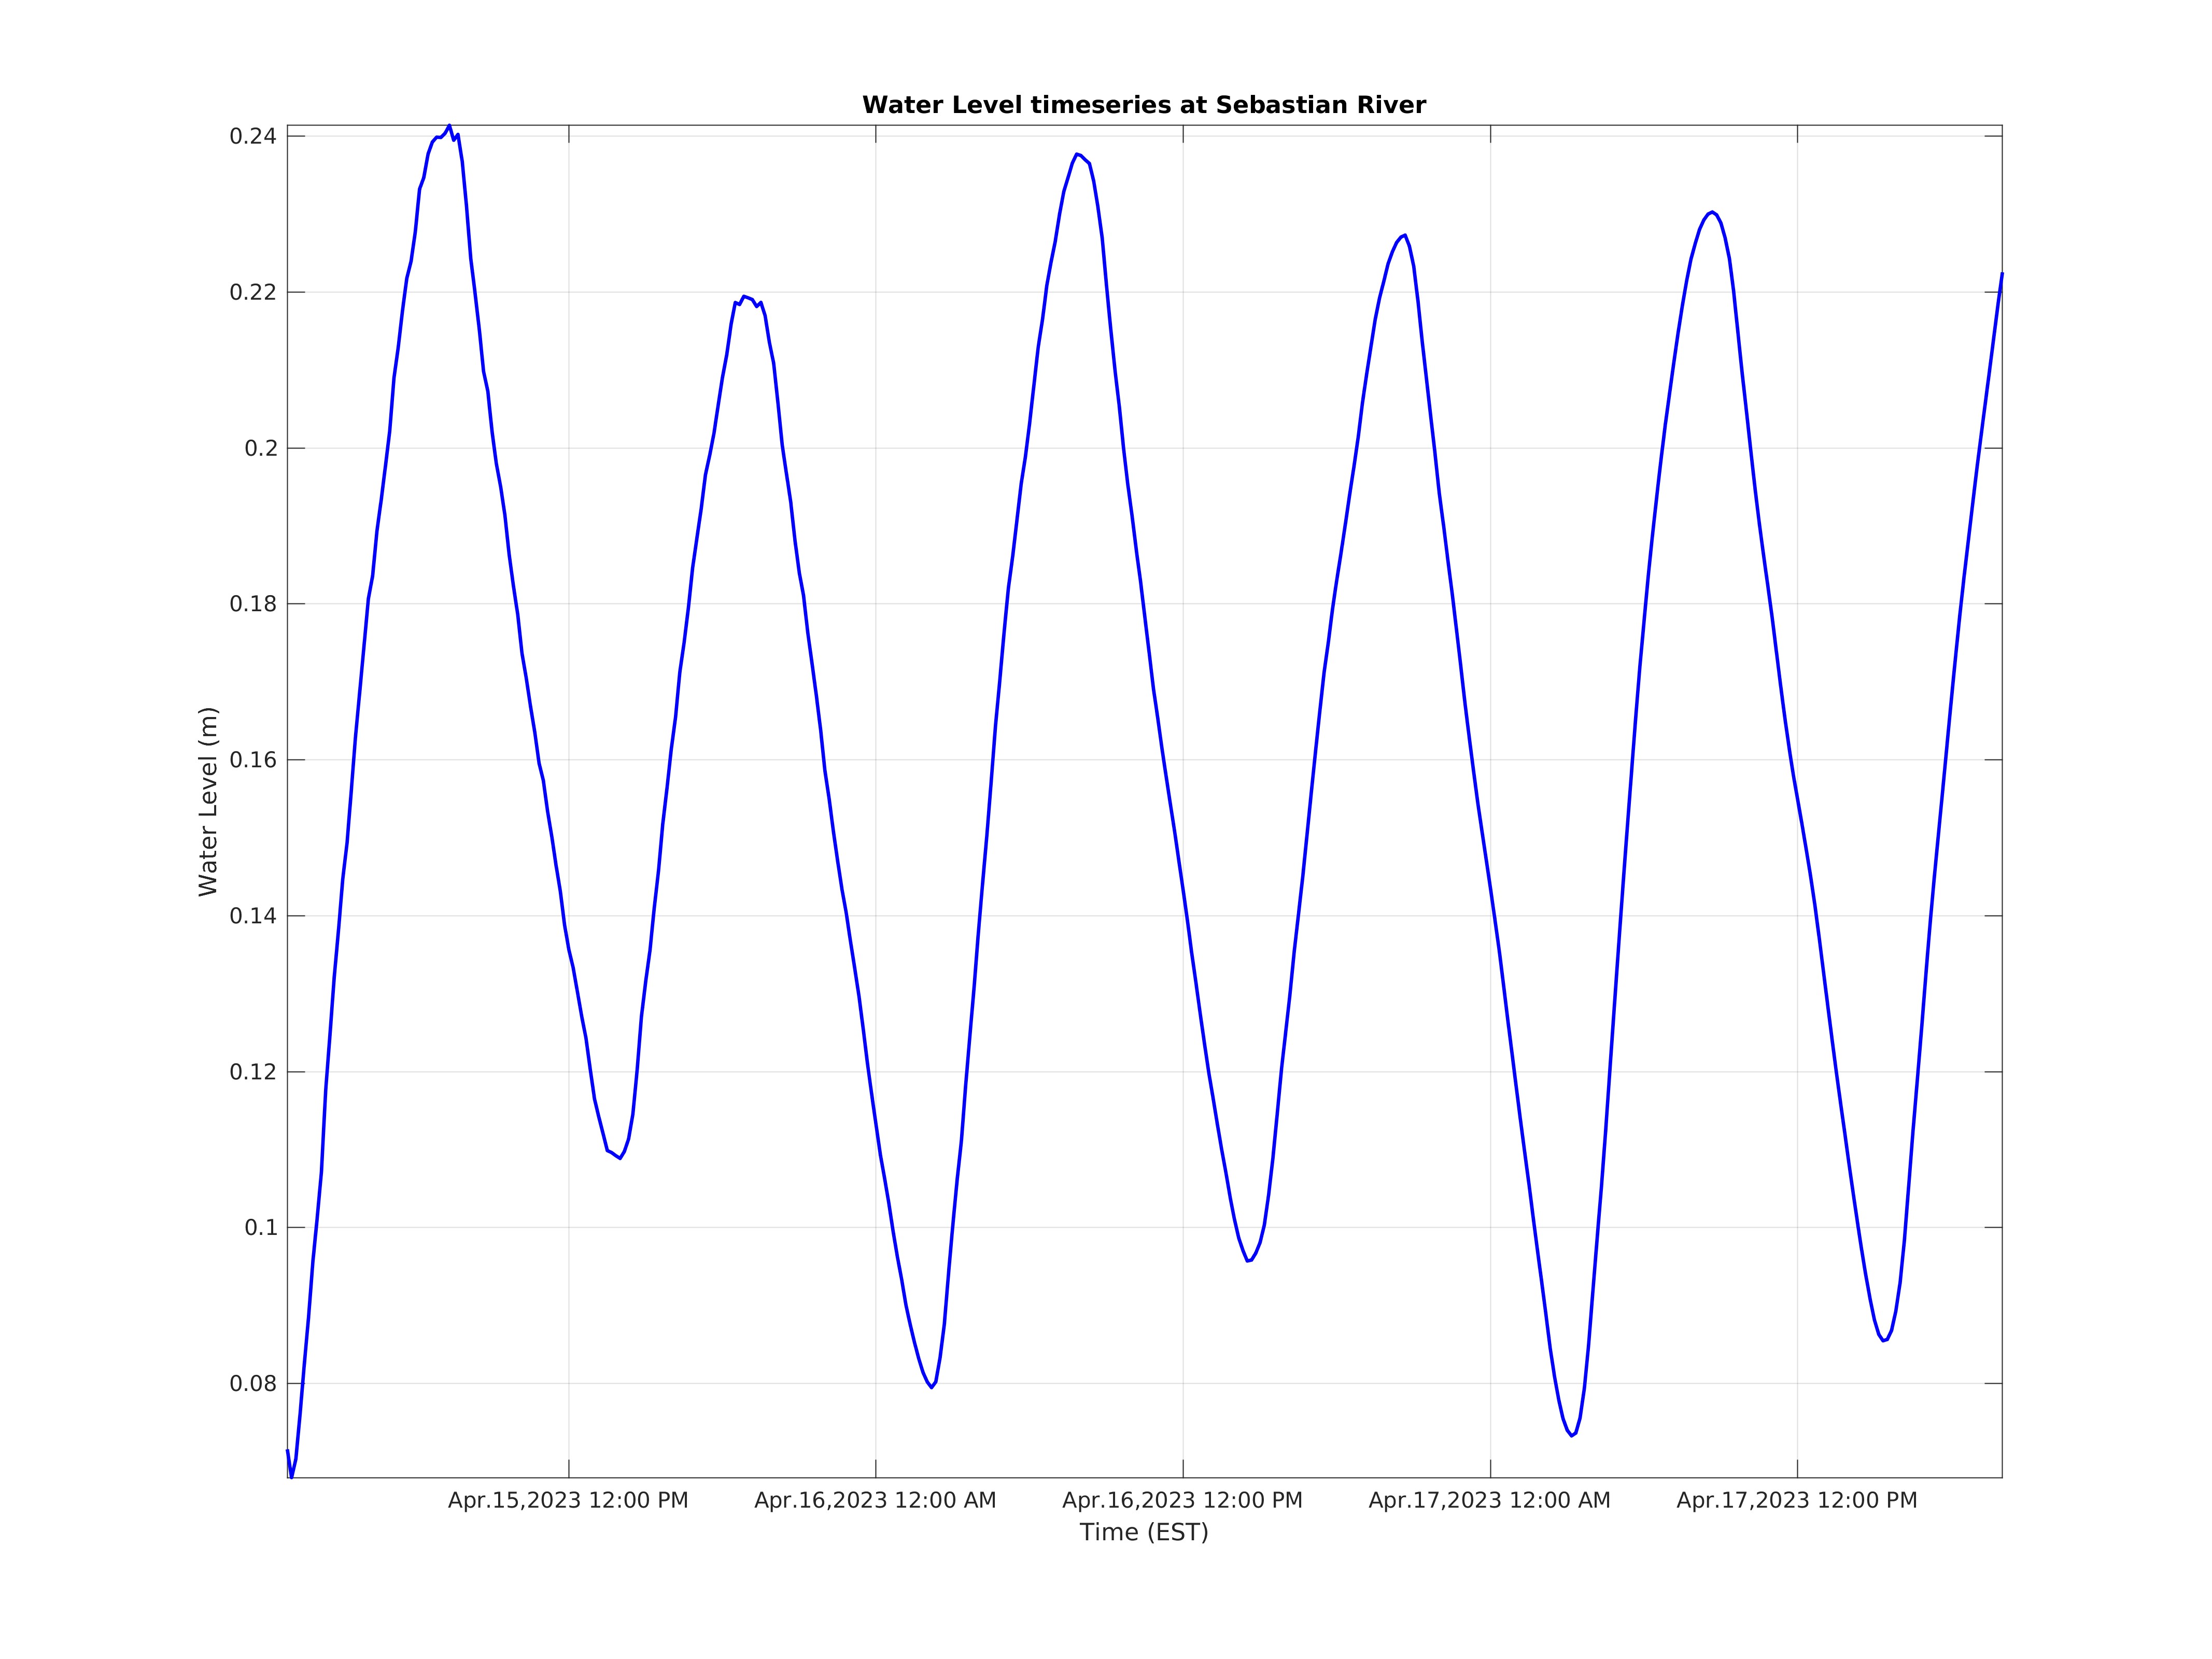 Water Level timeseries at Sebastian River
0.24
0.22
0.2
0.18
0.16
0.14
0.12
0.1
0.08
Water Level (m)
Apr.15,2023 12:00 PM
Apr.16,2023 12:00 AM
Apr.16,2023 12:00 PM
Apr.17,2023 12:00 AM
Apr.17,2023 12:00 PM
Time (EST)